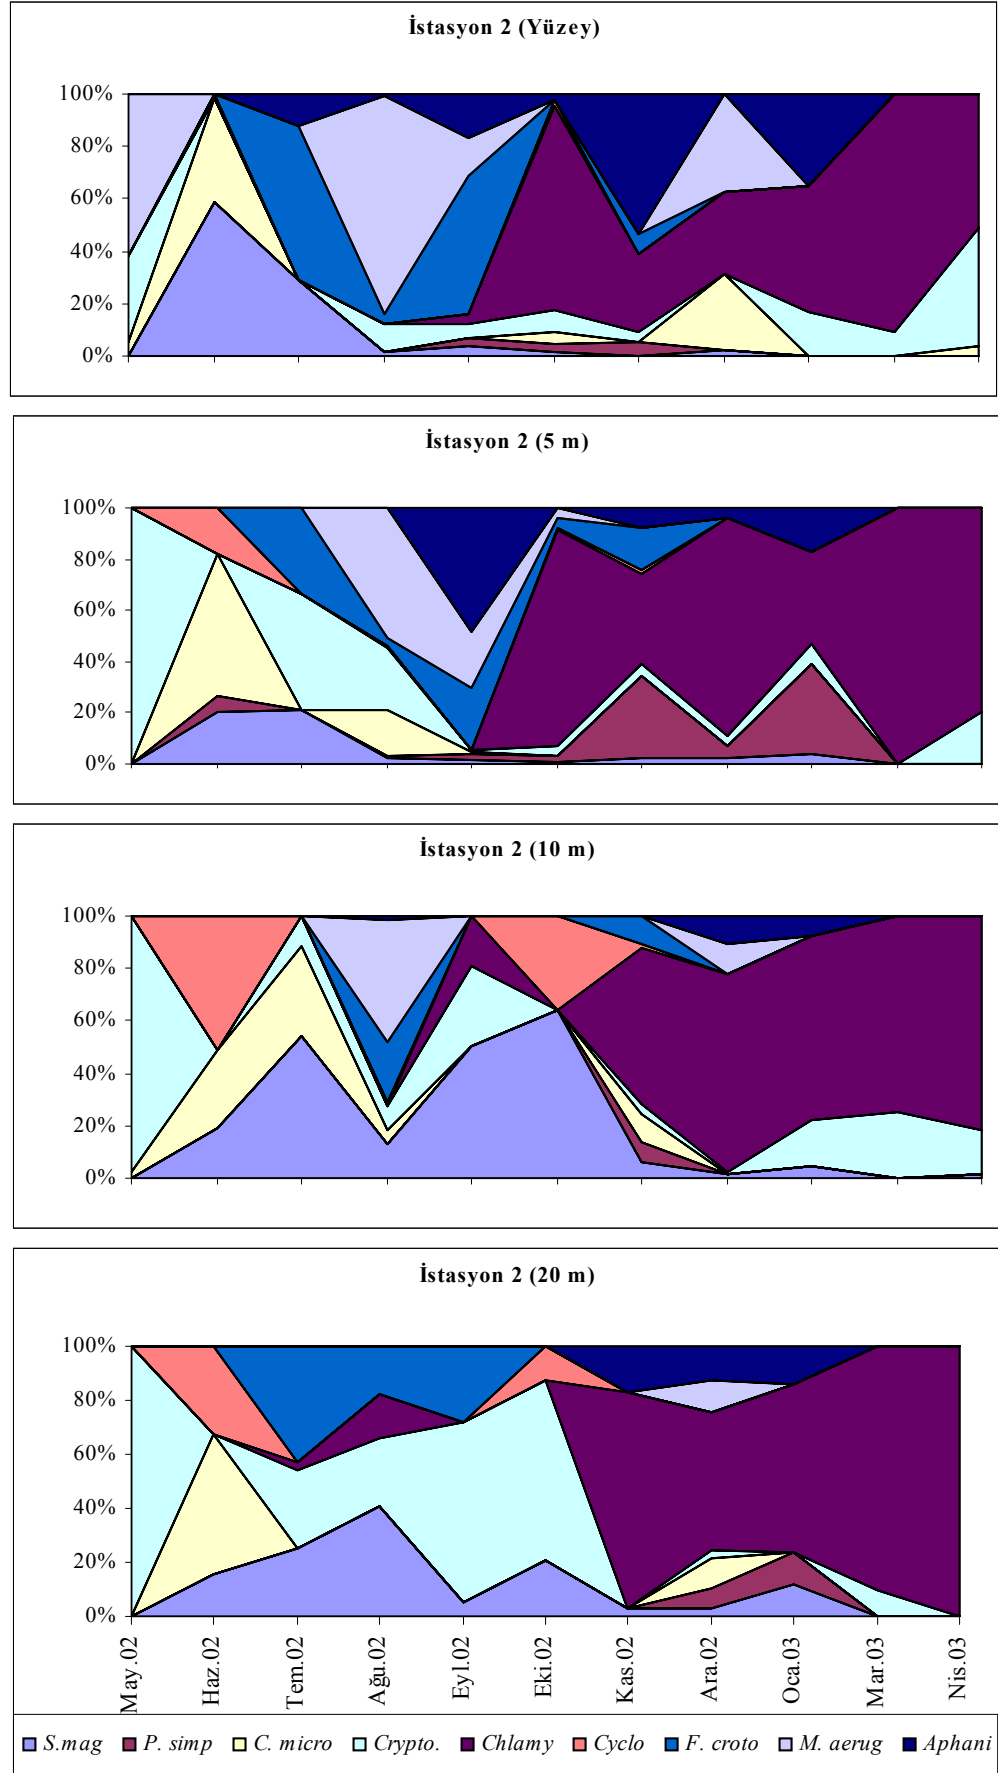 İstasyon 2 (Yüzey)
100%
80%
60%
40%
20%
0%
İstasyon 2 (5 m)
100%
80%
60%
40%
20%
0%
İstasyon 2 (10 m)
100%
80%
60%
40%
20%
0%
İstasyon 2 (20 m)
100%
80%
60%
40%
20%
0%
May.02
Haz.02
Tem.02
Ağu.02
Eyl.02
Eki.02
Kas.02
Ara.02
Oca.03
Mar.03
Nis.03
S.mag P. simp C. micro Crypto. Chlamy Cyclo F. croto M. aerug Aphani